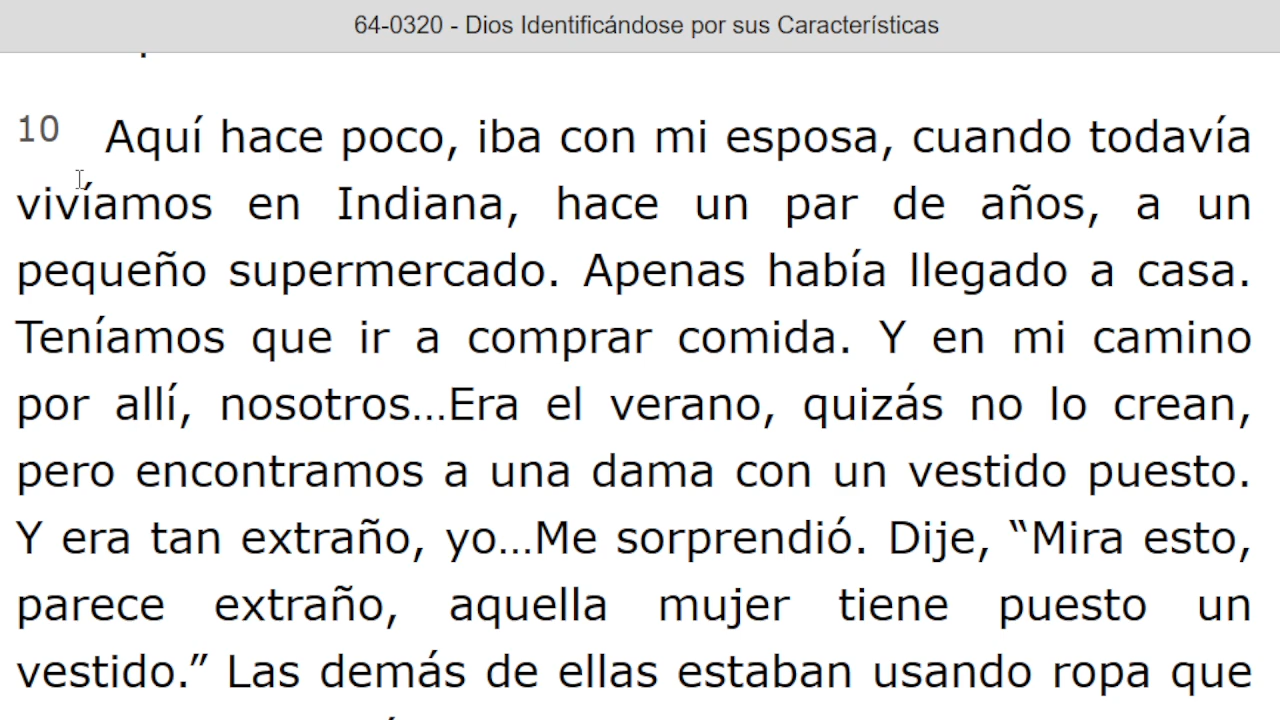 64-0320 - Dios Identificándose por sus Características
10 Aquí hace poco, iba con mi esposa, cuando todavía
vivíamos en Indiana, hace un par de años, a un
pequeño supermercado. Apenas había llegado a casa.
Teníamos que ir a comprar comida. Y en mi camino
por allí, nosotros…Era el verano, quizás no lo crean,
pero encontramos a una dama con un vestido puesto.
Y era tan extraño, yo…Me sorprendió. Dije, “Mira esto,
parece extraño, aquella mujer tiene puesto un
vestido.” Las demás de ellas estaban usando ropa que